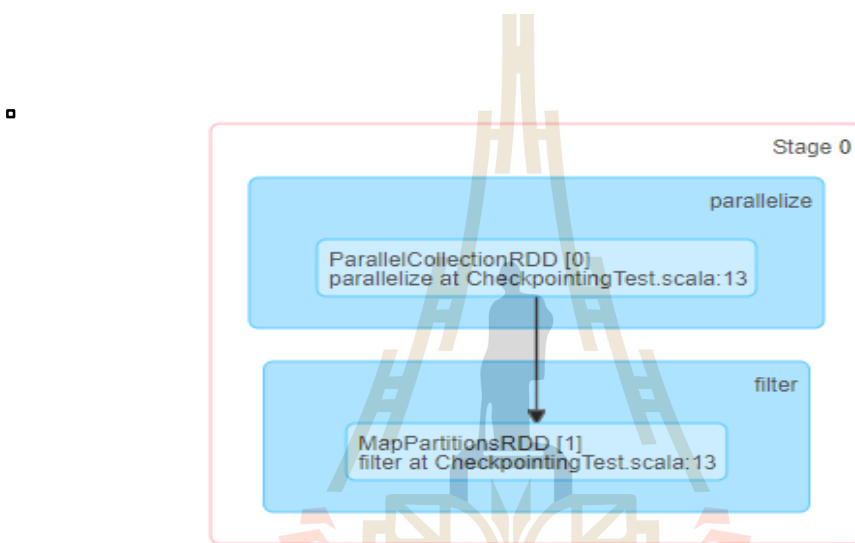 Stage 0
parallelize
ParallelCollectionRDD [0]
parallelize at CheckpointingTest.scala:13
filter
MapPartitionsRDD [1]
filter at CheckpointingTest.scala:13